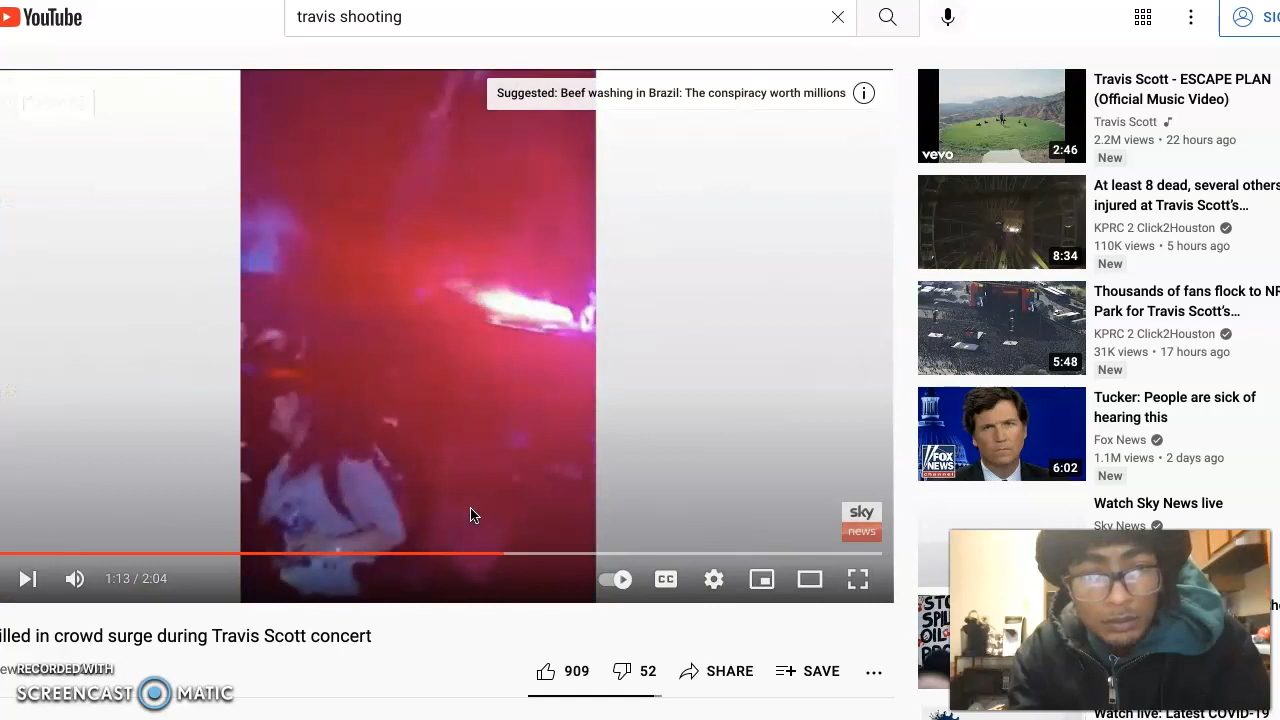 YouTube
travis shooting
SIG
Suggested: Beef washing in Brazil: The conspiracy worth millions
sky
news
1:13 / 2:04
CC
illed in crowd surge during Travis Scott concert
909
52
SHARE
SAVE
RECORDED WITH
SCREENCAST MATIC
vevo
2:46
Travis Scott - ESCAPE PLAN
(Official Music Video)
Travis Scott
2.2M views • 22 hours ago
New
8:34
At least 8 dead, several others
injured at Travis Scott's...
KPRC 2 Click2Houston
110K views • 5 hours ago
New
5:48
Thousands of fans flock to NR
Park for Travis Scott's...
KPRC 2 Click2Houston
31K views • 17 hours ago
New
FOX
NEWS
channel
6:02
Tucker: People are sick of
hearing this
Fox News
1.1M views • 2 days ago
New
Watch Sky News live
Sky News
Watch live: Latest COVID-19